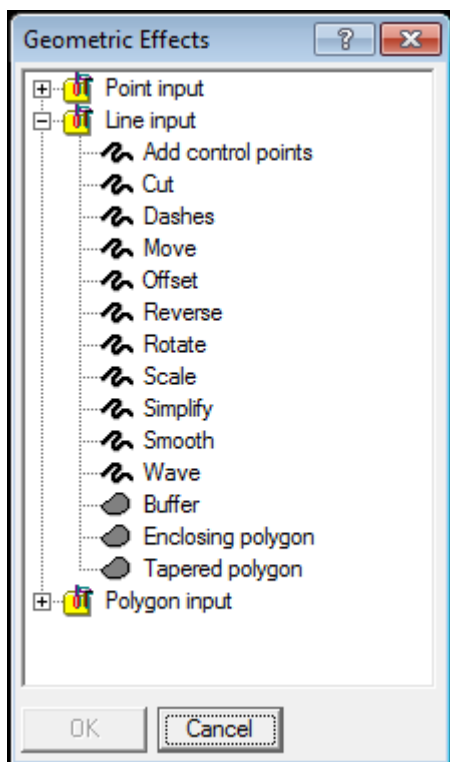 Geometric Effects
Point input
Line input
Add control points
Cut
Dashes
Move
Offset
Reverse
Rotate
Scale
Simplify
Smooth
Wave
Buffer
Enclosing polygon
Tapered polygon
Polygon input
OK Cancel